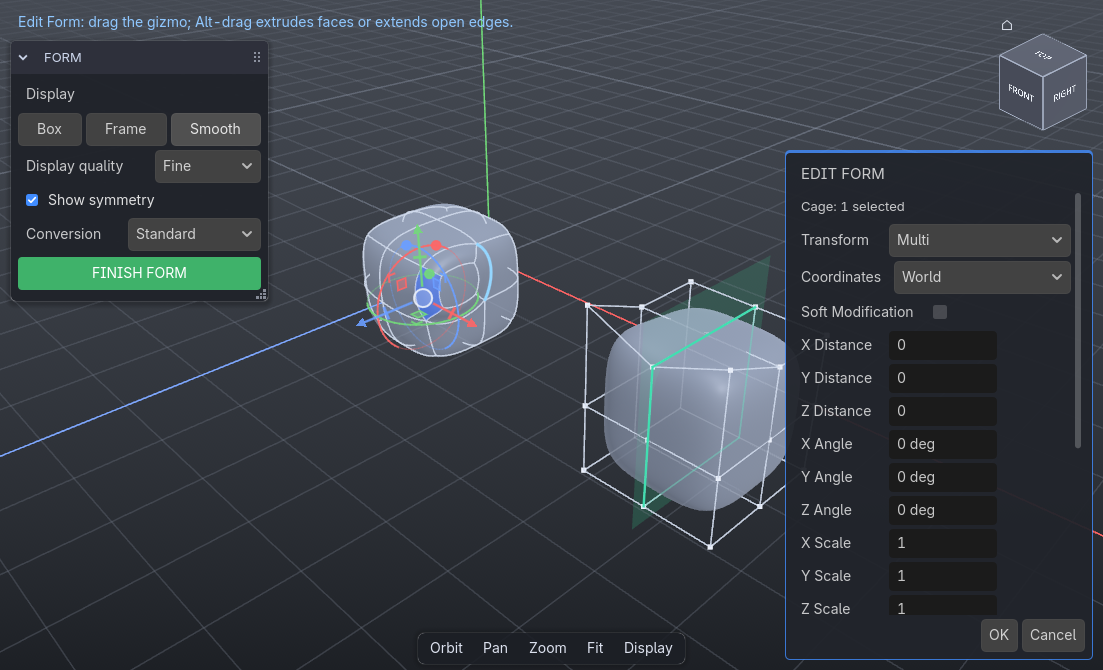 Edit Form: drag the gizmo; Alt-drag extrudes faces or extends open edges.
FORM
Display
Box Frame Smooth
Display quality Fine
Show symmetry
Conversion Standard
FINISH FORM
TOP
FRONT
RIGHT
EDIT FORM
Cage: 1 selected
Transform Multi
Coordinates World
Soft Modification
X Distance 0
Y Distance 0
Z Distance 0
X Angle 0 deg
Y Angle 0 deg
Z Angle 0 deg
X Scale 1
Y Scale 1
Z Scale 1
OK Cancel
Orbit Pan Zoom Fit Display